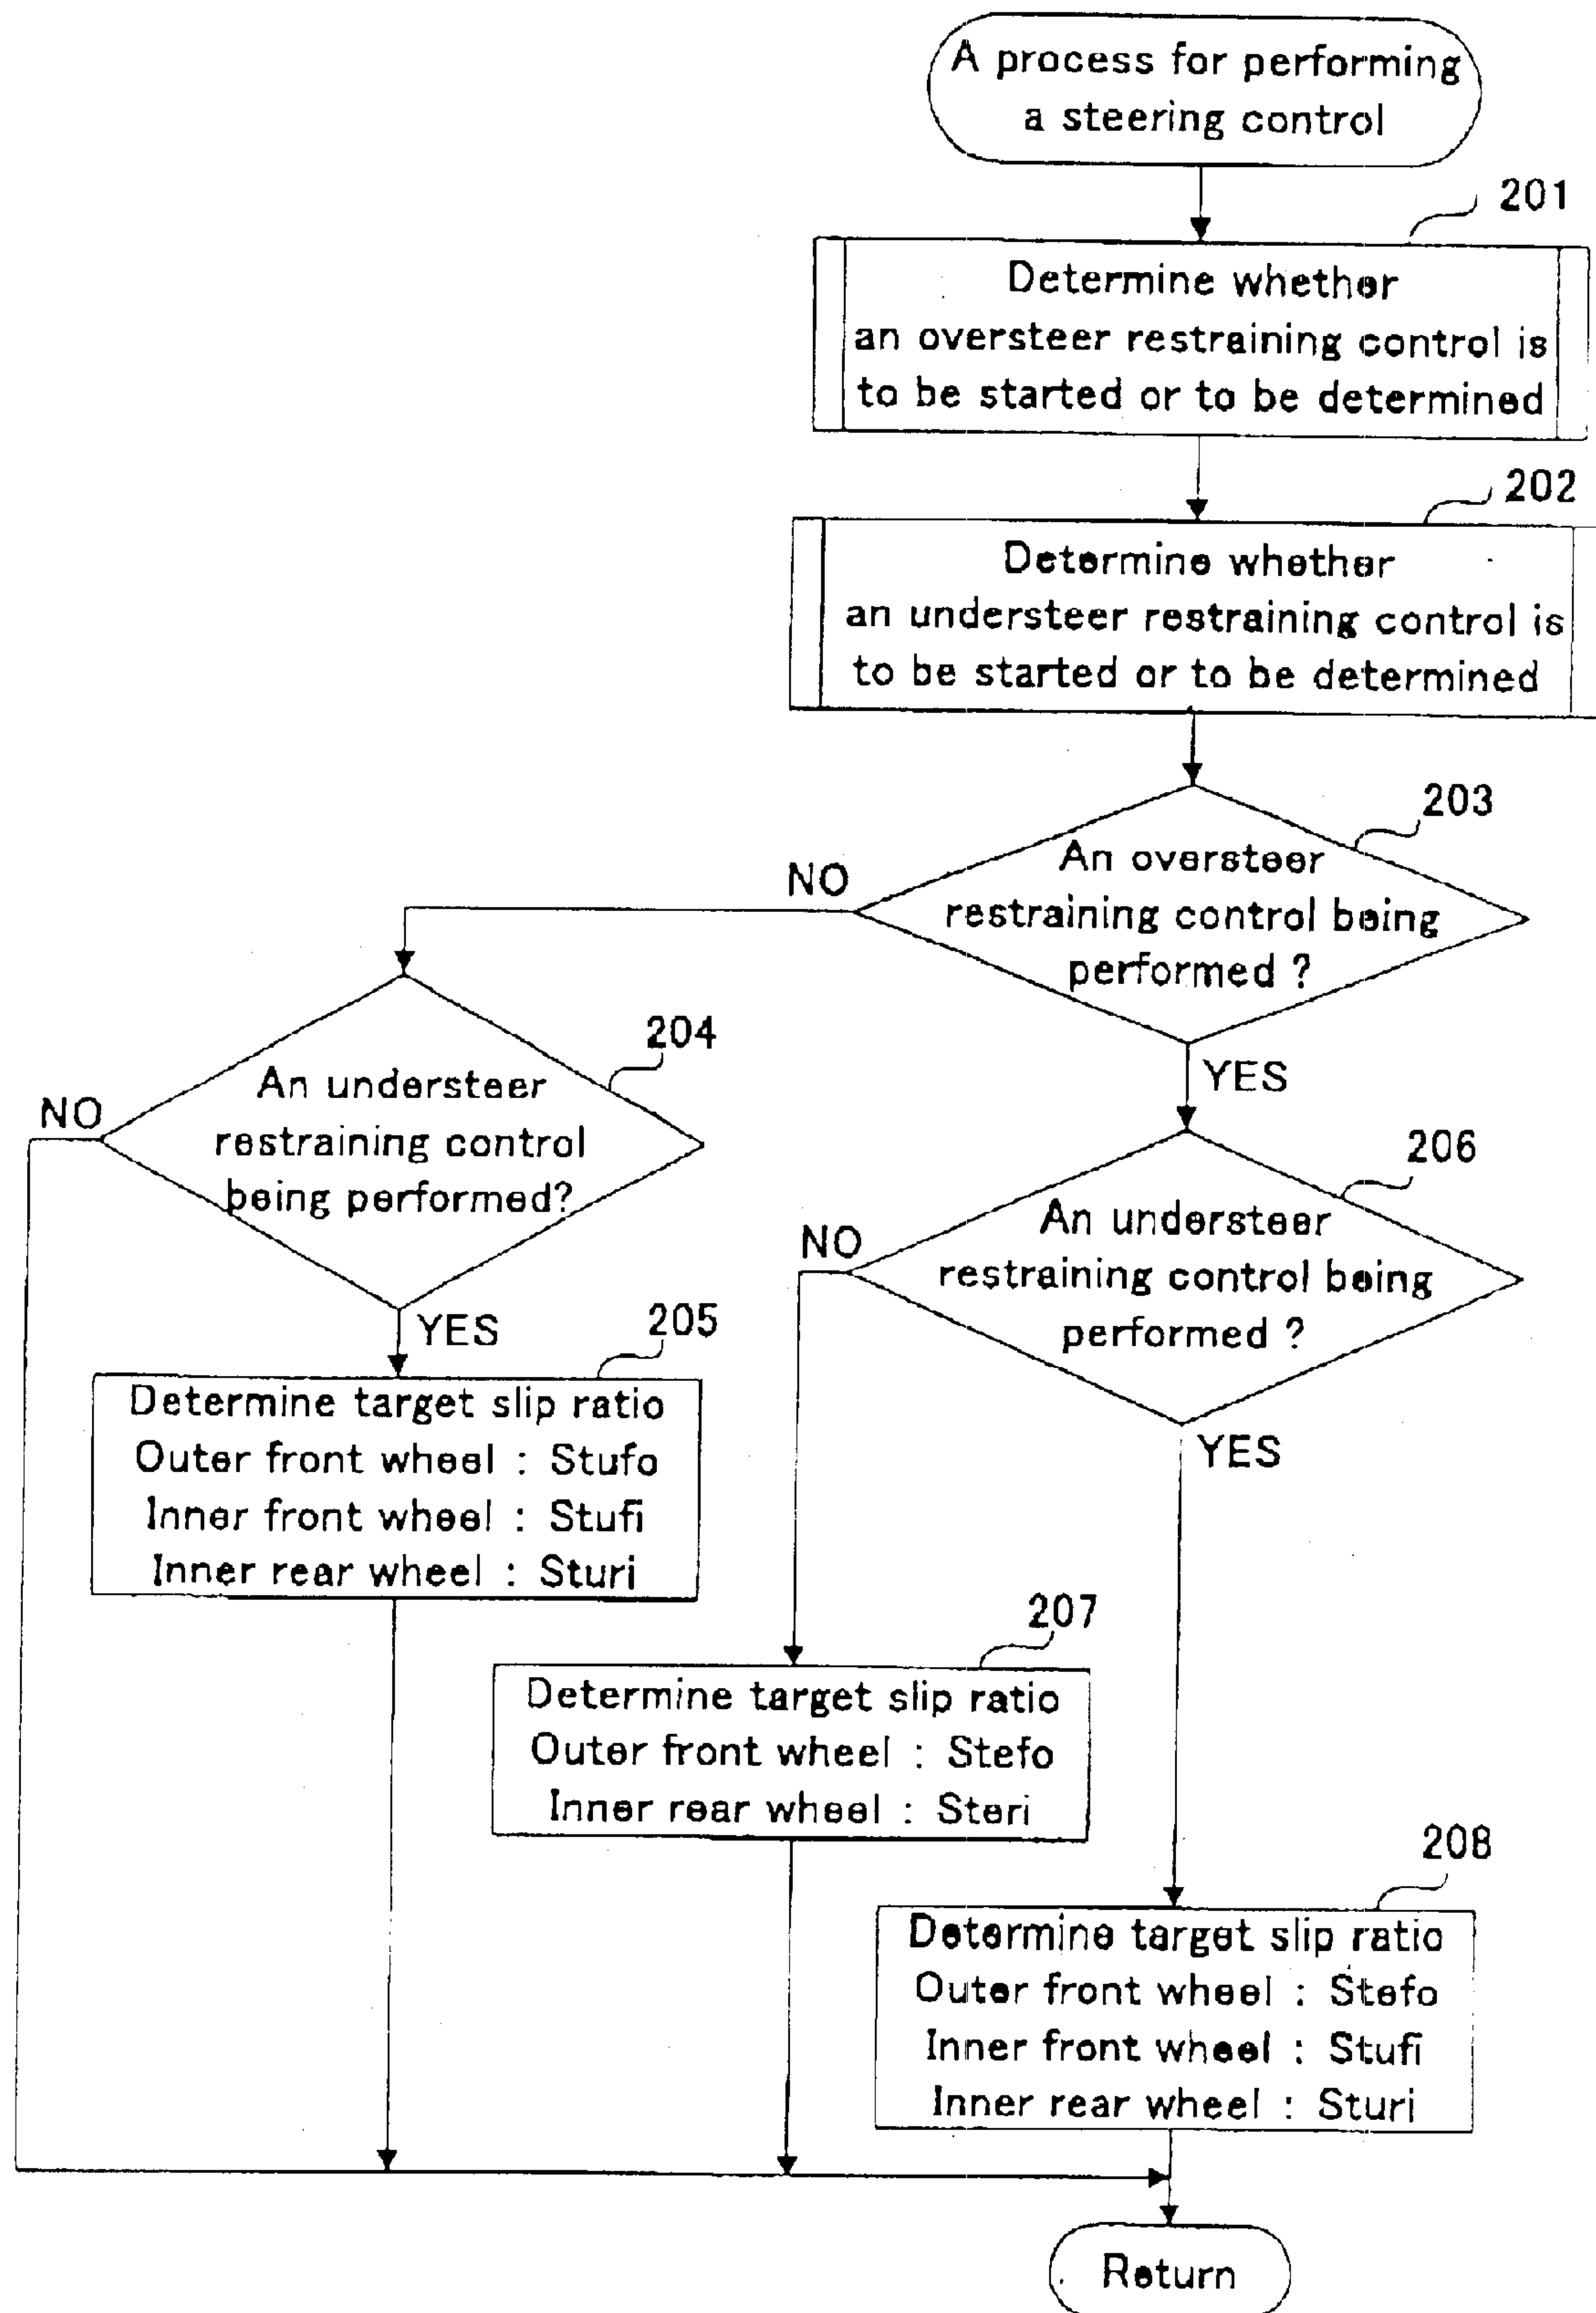 A process for performing
a steering control
201
Determine whether
an oversteer restraining control is
to be started or to be determined
202
Determine whether
an understeer restraining control is
to be started or to be determined
203
An oversteer
restraining control being
performed ?
NO
YES
204
An understeer
restraining control
being performed?
NO
YES
206
An understeer
restraining control being
performed ?
NO
YES
205
Determine target slip ratio
Outer front wheel : Stufo
Inner front wheel : Stufi
Inner rear wheel : Sturi
207
Determine target slip ratio
Outer front wheel : Stefo
Inner rear wheel : Steri
208
Determine target slip ratio
Outer front wheel : Stefo
Inner front wheel : Stufi
Inner rear wheel : Sturi
Return